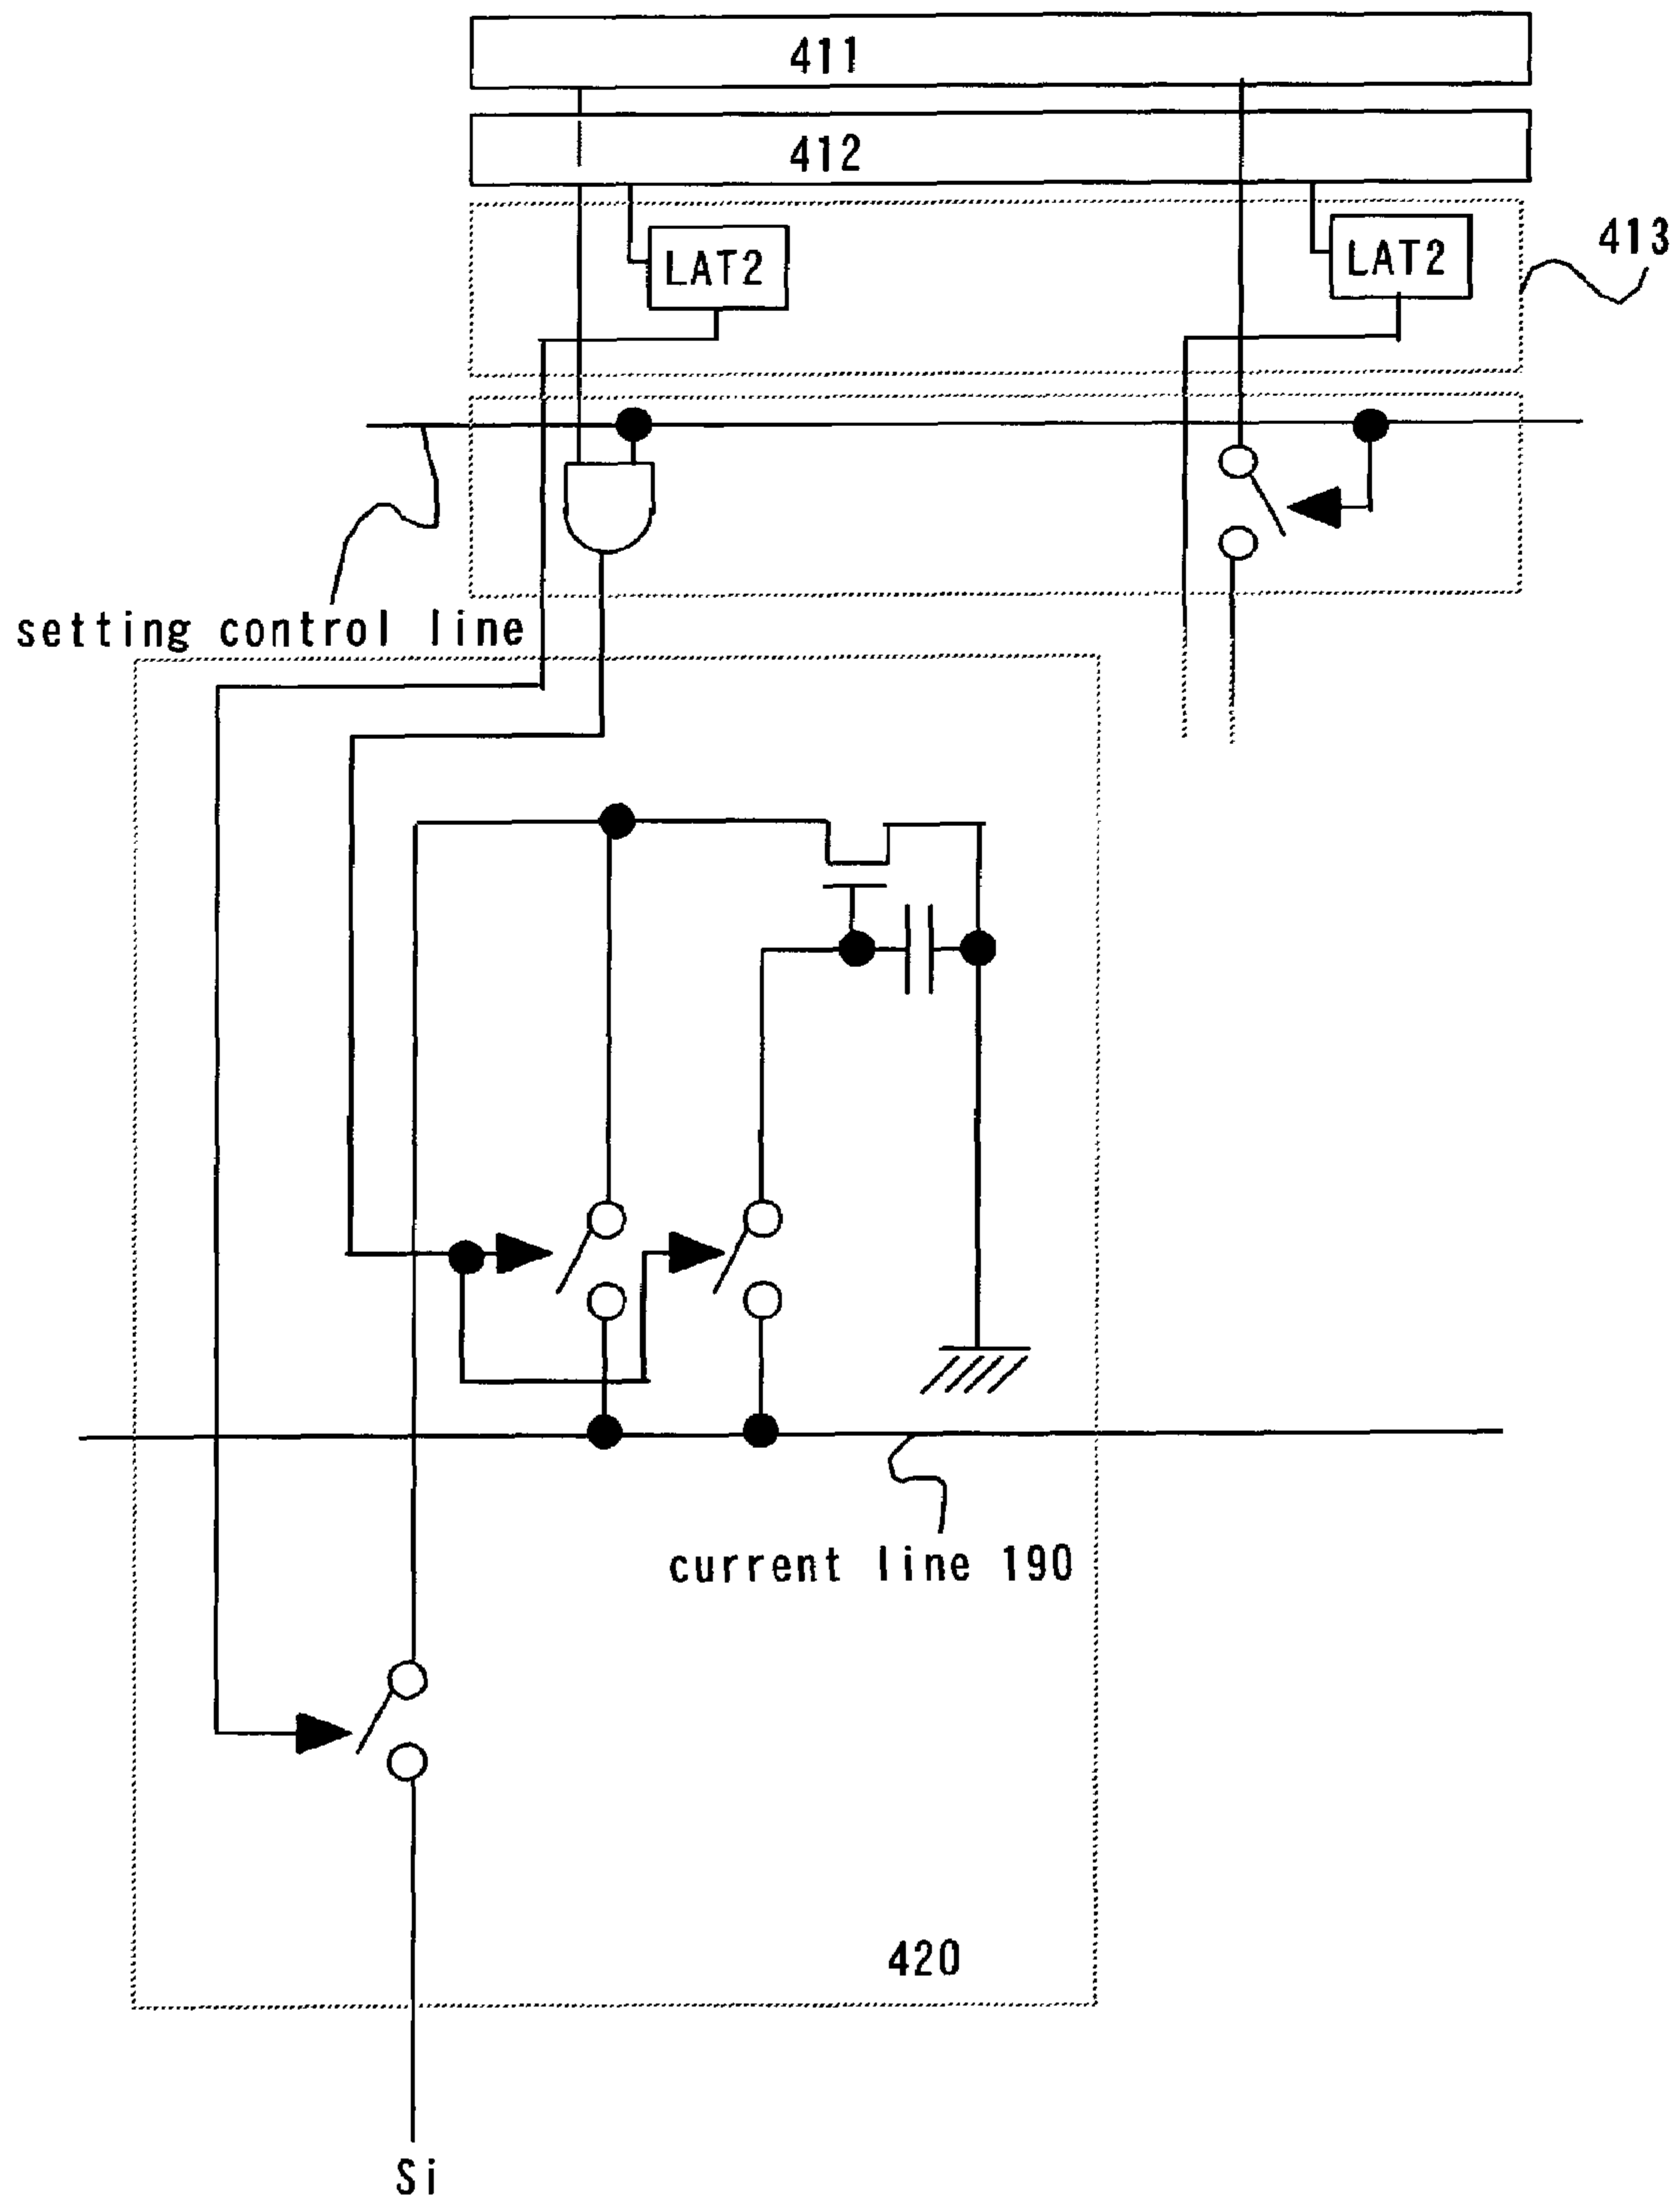 411
412
LAT2
LAT2
413
setting control line
current line 190
420
Si